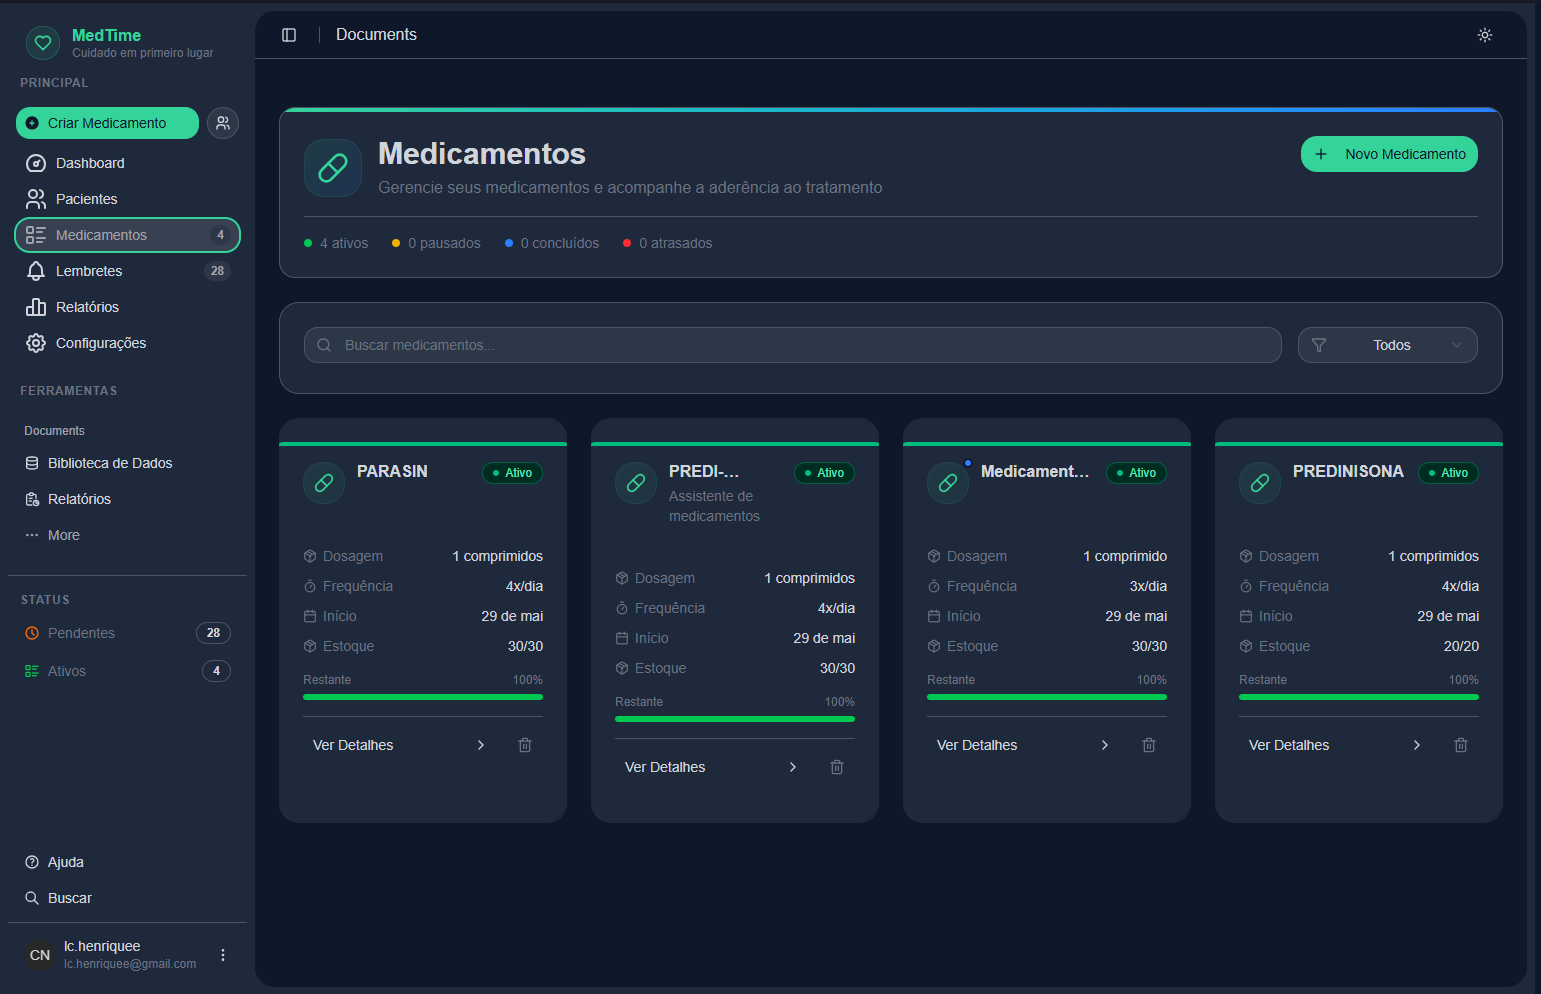 MedTime
Cuidado em primeiro lugar
PRINCIPAL
Criar Medicamento
Dashboard
Pacientes
Medicamentos 4
Lembretes 28
Relatórios
Configurações
FERRAMENTAS
Documents
Biblioteca de Dados
Relatórios
More
STATUS
Pendentes 28
Ativos 4
Ajuda
Buscar
CN
lc.henriquee
lc.henriquee@gmail.com
Documents
Medicamentos
Gerencie seus medicamentos e acompanhe a aderência ao tratamento
Novo Medicamento
4 ativos 0 pausados 0 concluídos 0 atrasados
Buscar medicamentos...
Todos
PARASIN Ativo
Dosagem 1 comprimidos
Frequência 4x/dia
Início 29 de mai
Estoque 30/30
Restante 100%
Ver Detalhes
PREDI-... Ativo
Assistente de
medicamentos
Dosagem 1 comprimidos
Frequência 4x/dia
Início 29 de mai
Estoque 30/30
Restante 100%
Ver Detalhes
Medicament... Ativo
Dosagem 1 comprimido
Frequência 3x/dia
Início 29 de mai
Estoque 30/30
Restante 100%
Ver Detalhes
PREDINISONA Ativo
Dosagem 1 comprimidos
Frequência 4x/dia
Início 29 de mai
Estoque 20/20
Restante 100%
Ver Detalhes